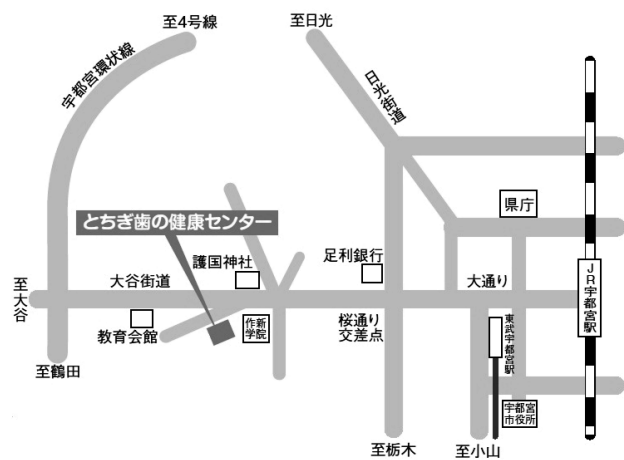 至4号線
至日光
宇都宮環状線
日光街道
とちぎ歯の健康センター
県庁
護国神社
足利銀行
大谷街道
大通り
至大谷
JR宇都宮駅
教育会館
作新
学院
桜通り
交差点
東武宇都宮駅
至鶴田
宇都宮
市役所
至栃木
至小山